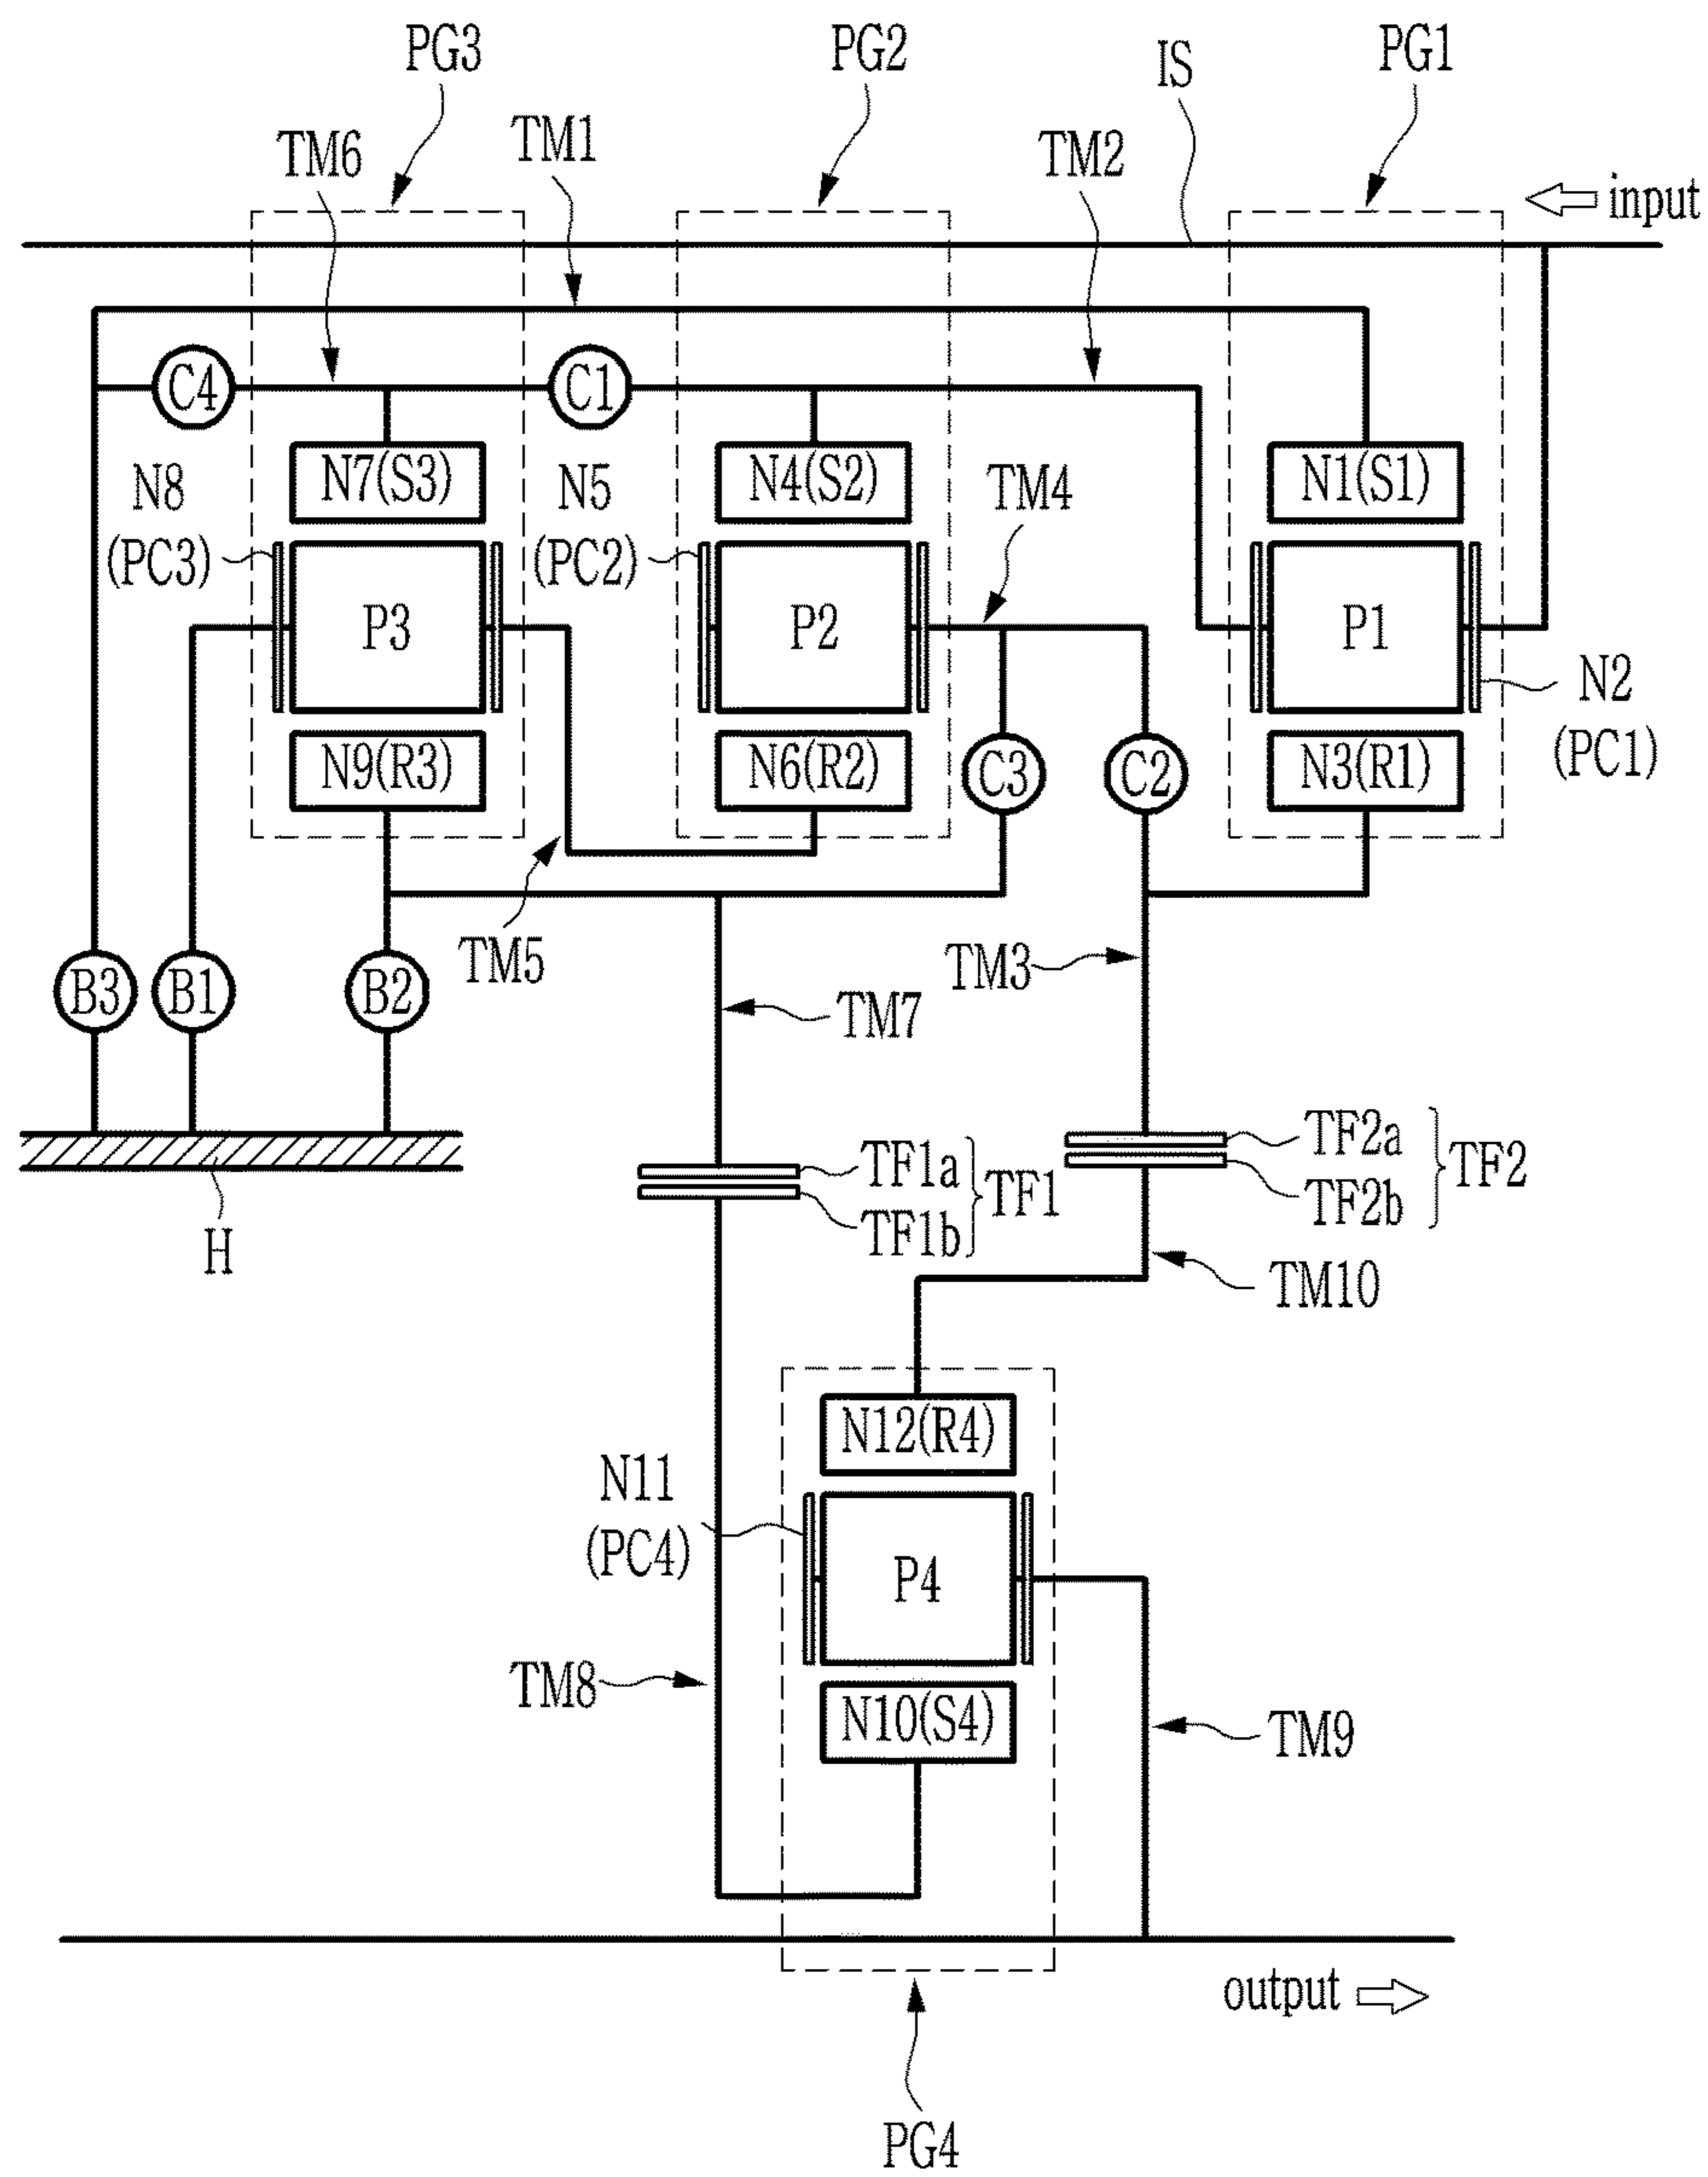 PG3
PG2
IS
PG1
TM6
TM1
TM2
input
C4
C1
N8
(PC3)
N7(S3)
N5
(PC2)
N4(S2)
TM4
N1(S1)
P3
P2
P1
N2
(PC1)
N9(R3)
N6(R2)
C3
C2
N3(R1)
TM5
TM3
B3
B1
B2
TM7
TF1a
TF1b
TF1
TF2a
TF2b
TF2
H
TM10
N12(R4)
N11
(PC4)
P4
TM8
N10(S4)
TM9
output
PG4